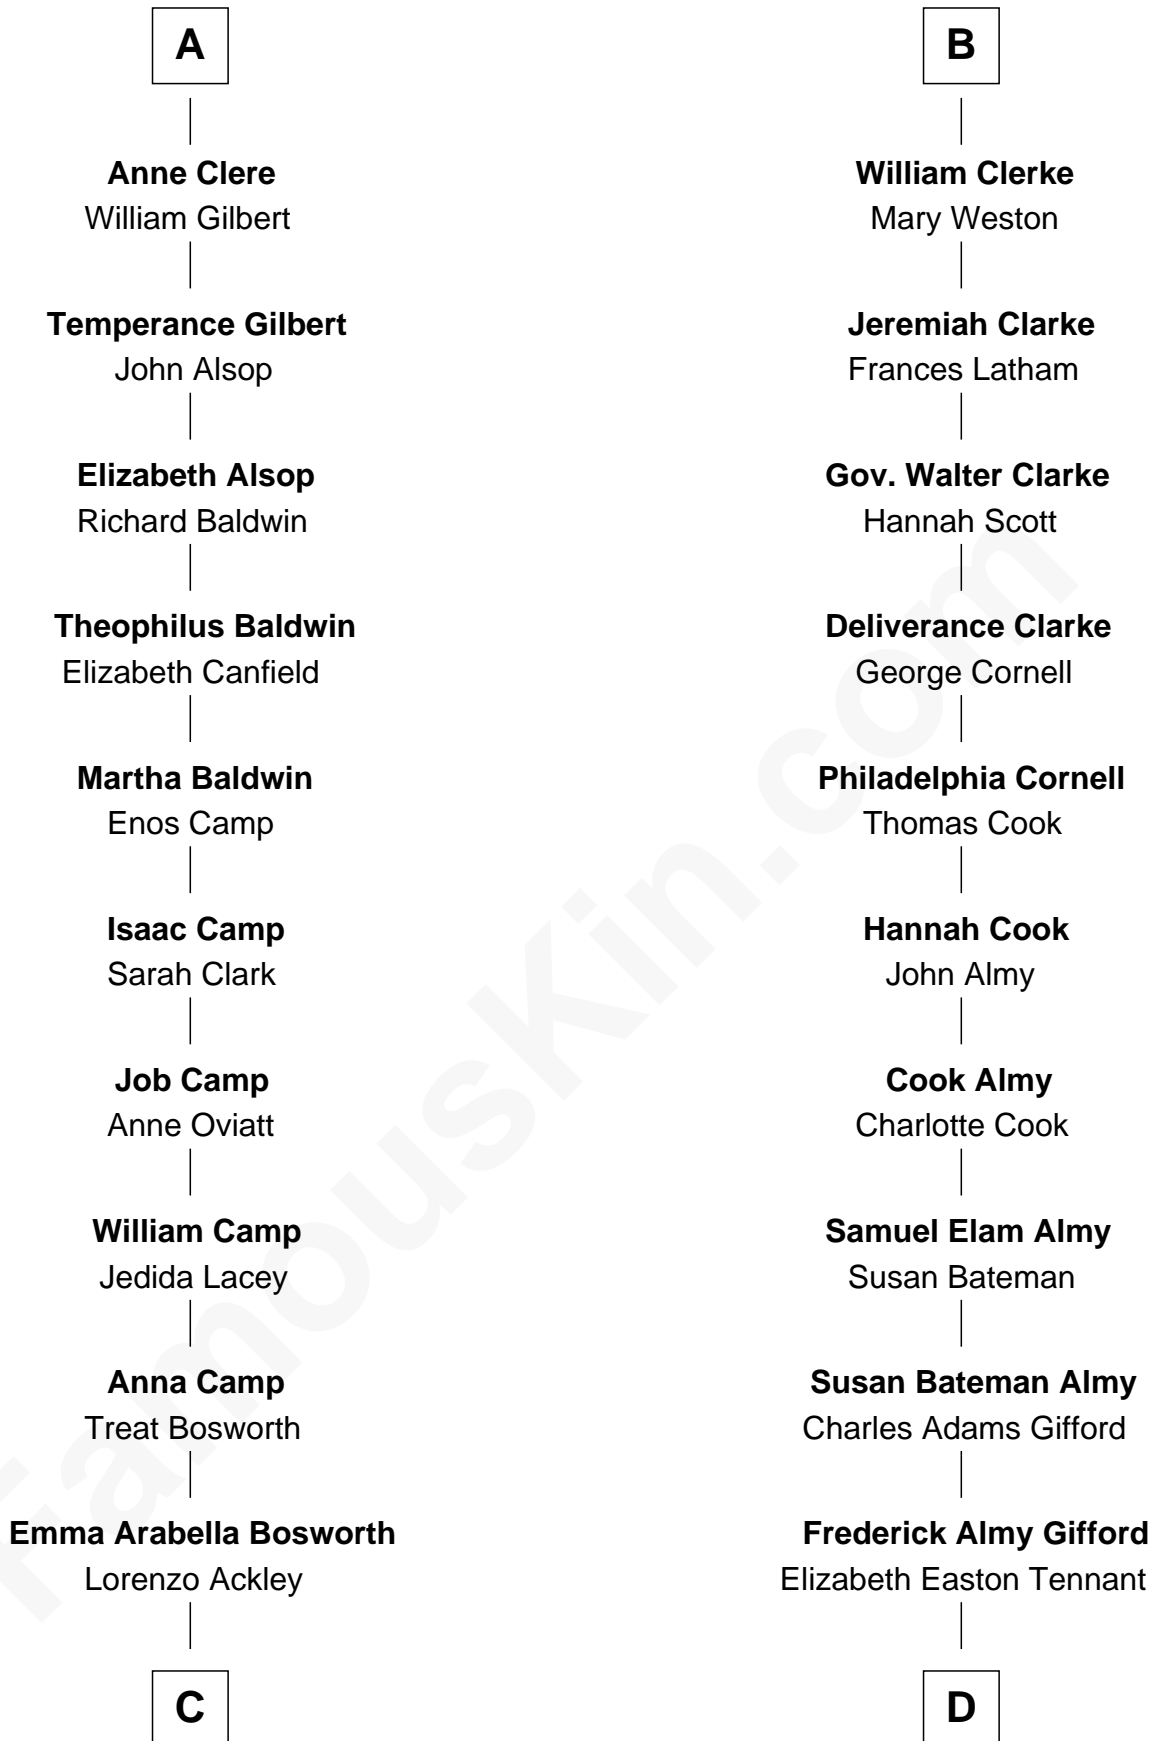 A
Anne Clere
William Gilbert
Temperance Gilbert
John Alsop
Elizabeth Alsop
Richard Baldwin
Theophilus Baldwin
Elizabeth Canfield
Martha Baldwin
Enos Camp
Isaac Camp
Sarah Clark
Job Camp
Anne Oviatt
William Camp
Jedida Lacey
Anna Camp
Treat Bosworth
Emma Arabella Bosworth
Lorenzo Ackley
C
B
William Clerke
Mary Weston
Jeremiah Clarke
Frances Latham
Gov. Walter Clarke
Hannah Scott
Deliverance Clarke
George Cornell
Philadelphia Cornell
Thomas Cook
Hannah Cook
John Almy
Cook Almy
Charlotte Cook
Samuel Elam Almy
Susan Bateman
Susan Bateman Almy
Charles Adams Gifford
Frederick Almy Gifford
Elizabeth Easton Tennant
D
FamousKin.com